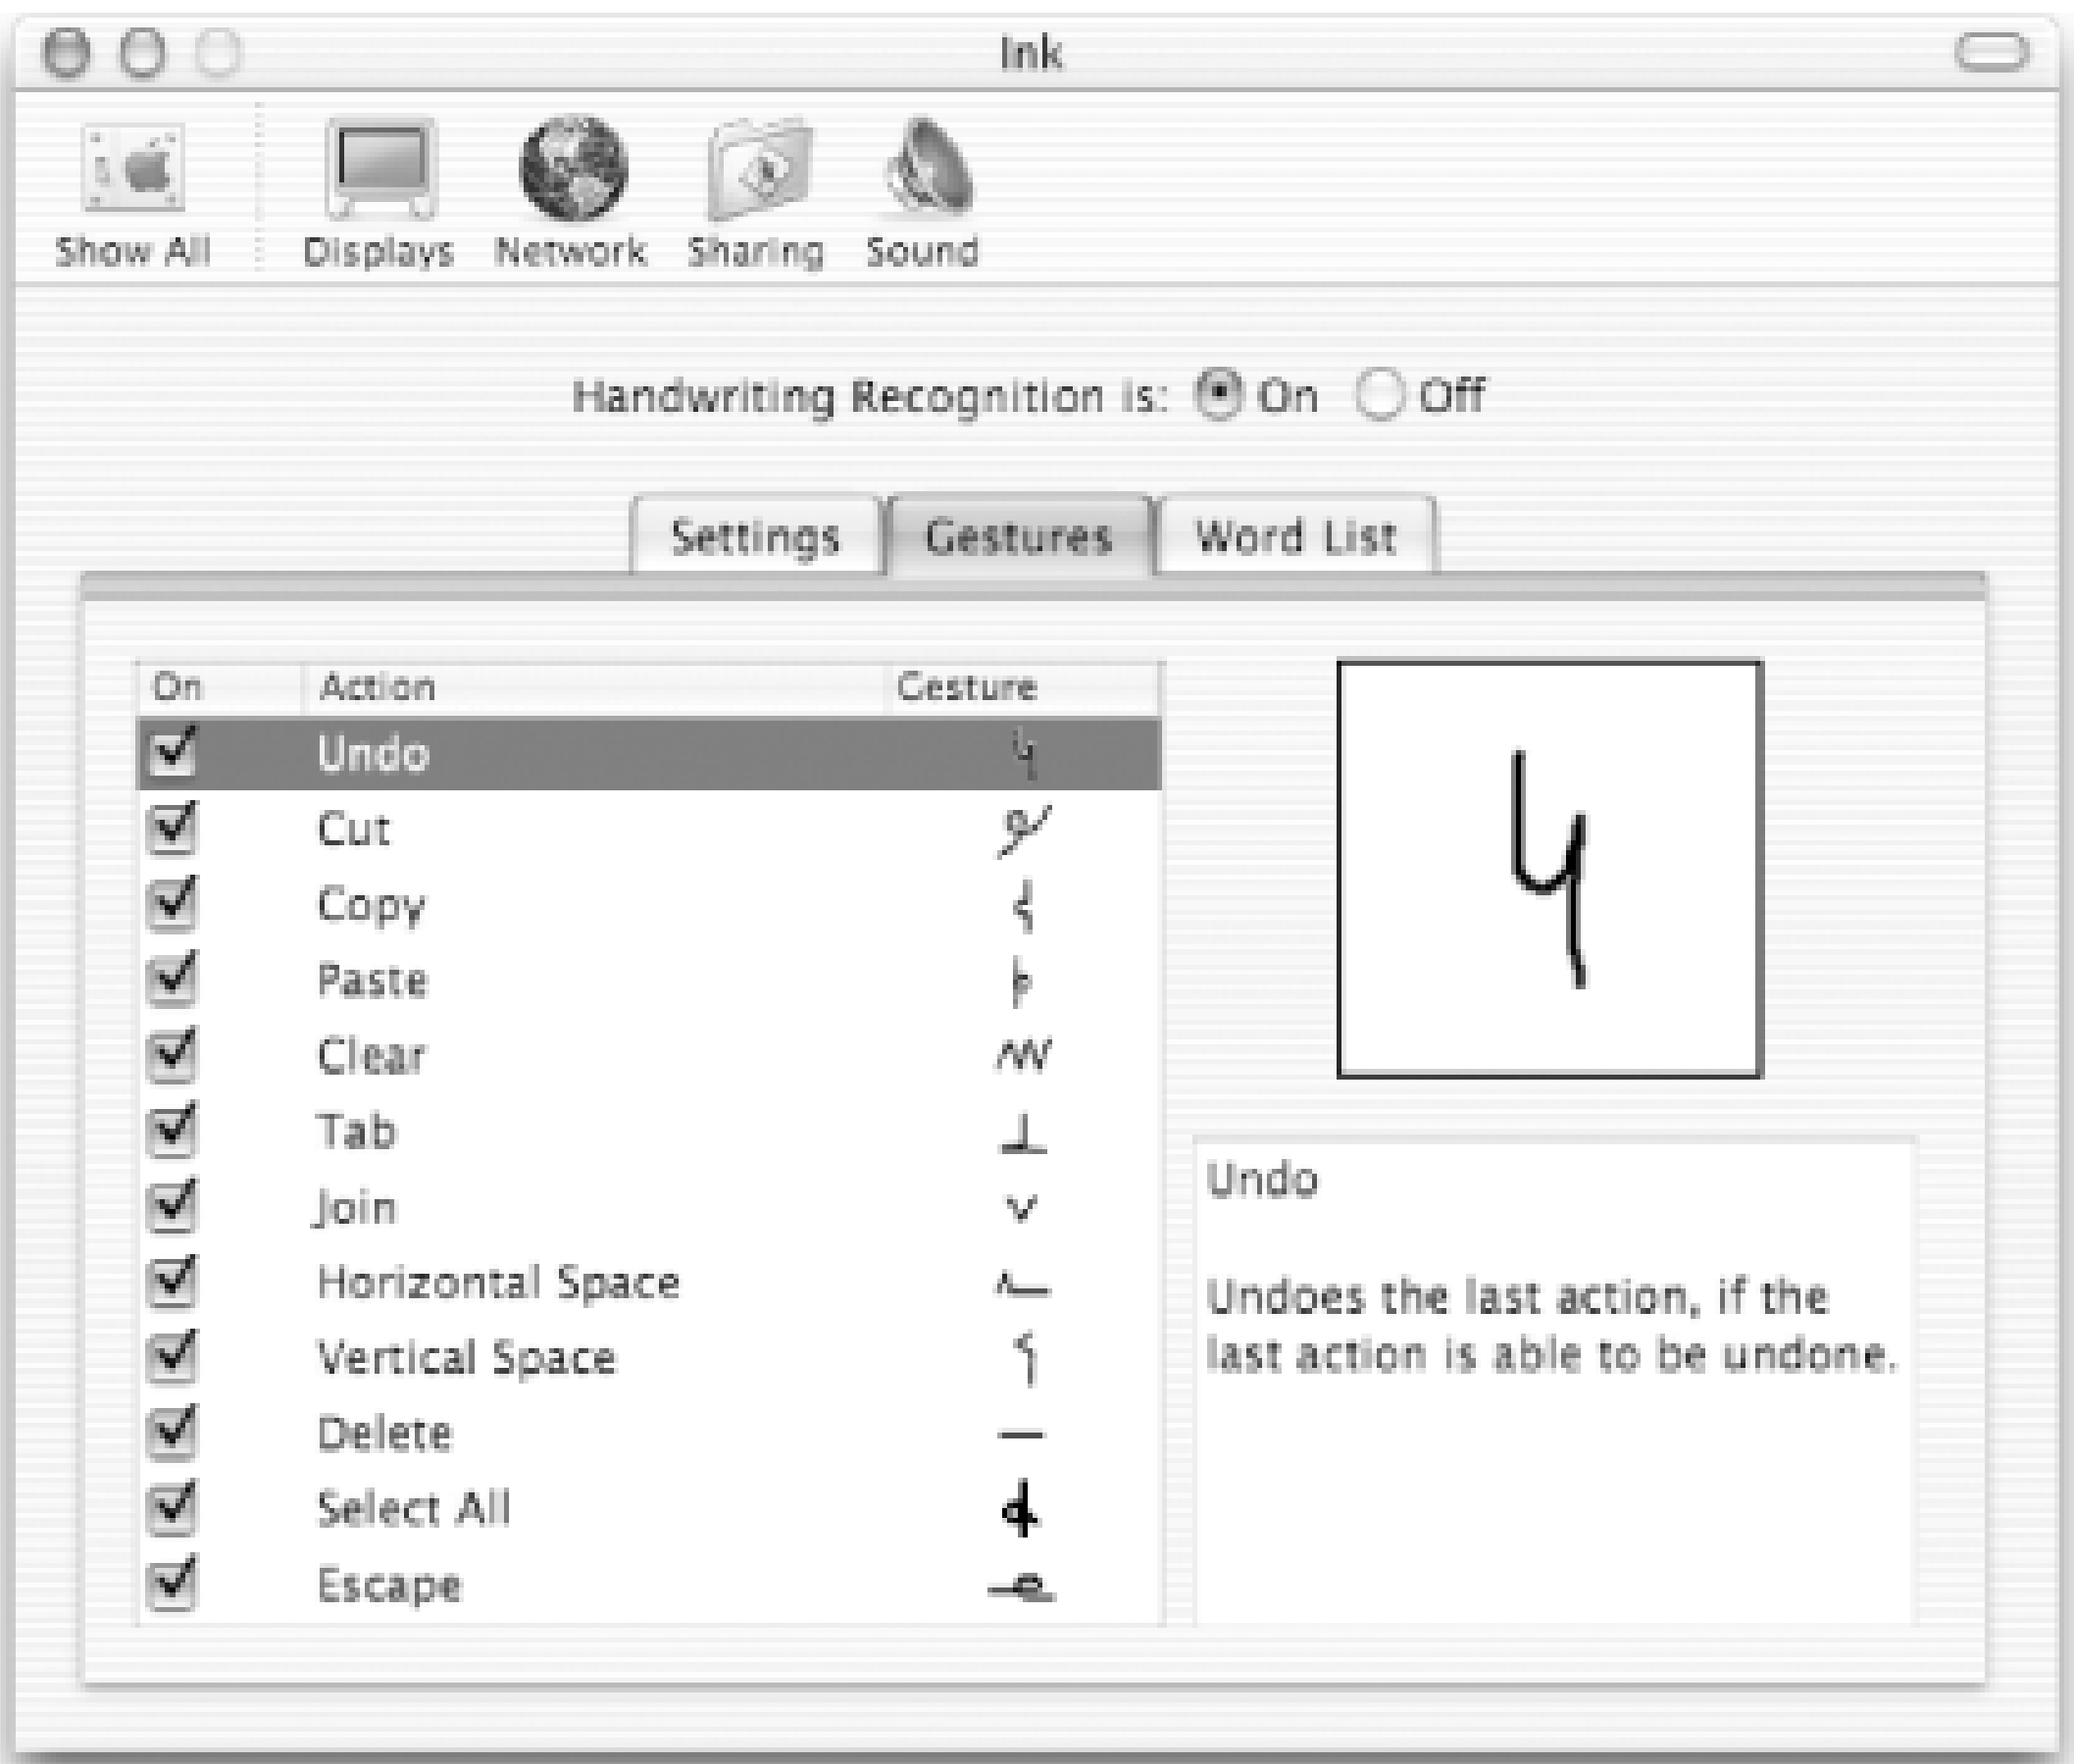 Ink
Show All Displays Network Sharing Sound
Handwriting Recognition is: On Off
Settings Gestures Word List
On Action Gesture
Undo
Cut
Copy
Paste
Clear
Tab
Join
Horizontal Space
Vertical Space
Delete
Select All
Escape
Undo
Undoes the last action, if the
last action is able to be undone.